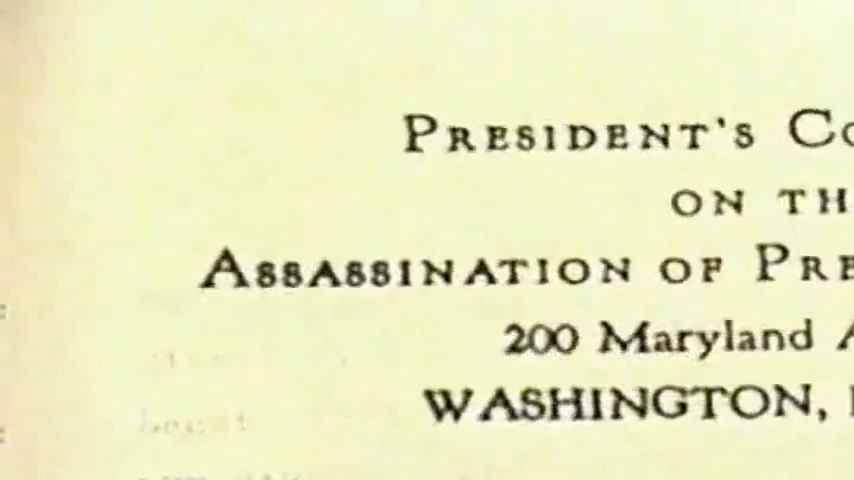 PRESIDENT'S CO
ON TH
ASSASSINATION OF PRE
200 Maryland A
WASHINGTON,